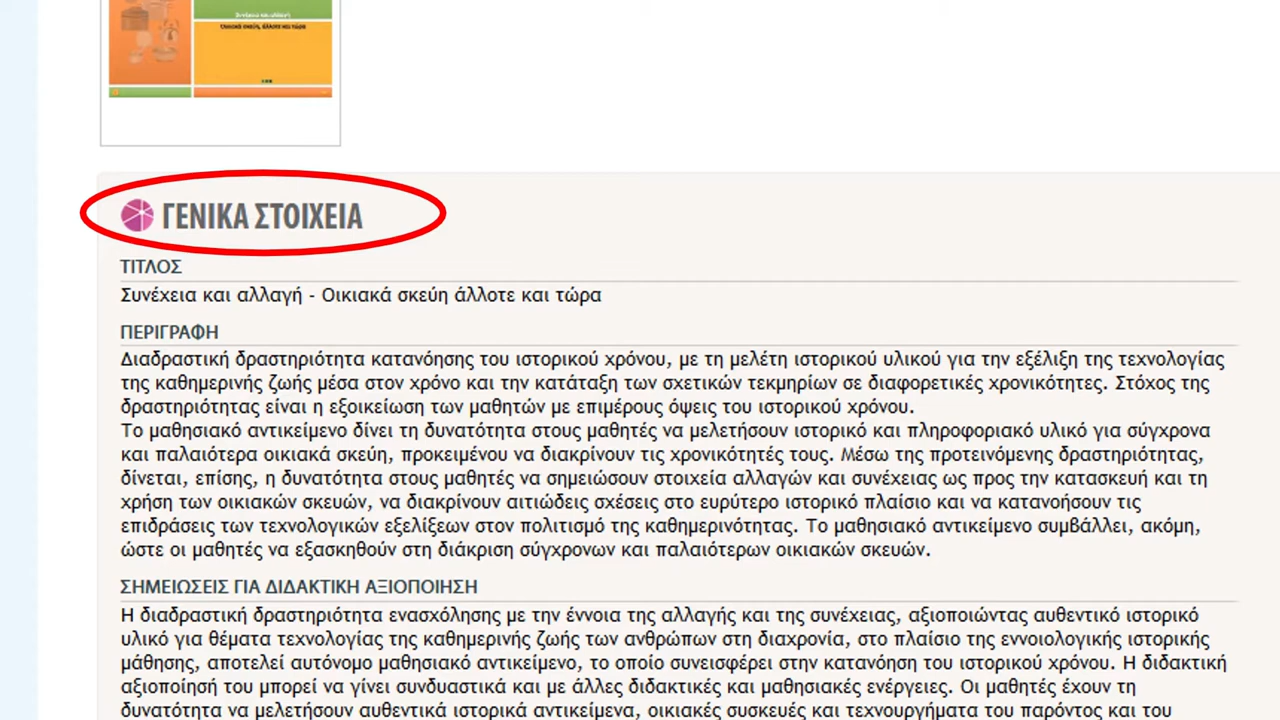 Συνέχεια και αλλαγή
Οικιακά σκεύη, άλλοτε και τώρα
ΓΕΝΙΚΑ ΣΤΟΙΧΕΙΑ
ΤΙΤΛΟΣ
Συνέχεια και αλλαγή - Οικιακά σκεύη άλλοτε και τώρα
ΠΕΡΙΓΡΑΦΗ
Διαδραστική δραστηριότητα κατανόησης του ιστορικού χρόνου, με τη μελέτη ιστορικού υλικού για την εξέλιξη της τεχνολογίας
της καθημερινής ζωής μέσα στον χρόνο και την κατάταξη των σχετικών τεκμηρίων σε διαφορετικές χρονικότητες. Στόχος της
δραστηριότητας είναι η εξοικείωση των μαθητών με επιμέρους όψεις του ιστορικού χρόνου.
Το μαθησιακό αντικείμενο δίνει τη δυνατότητα στους μαθητές να μελετήσουν ιστορικό και πληροφοριακό υλικό για σύγχρονα
και παλαιότερα οικιακά σκεύη, προκειμένου να διακρίνουν τις χρονικότητές τους. Μέσω της προτεινόμενης δραστηριότητας,
δίνεται, επίσης, η δυνατότητα στους μαθητές να σημειώσουν στοιχεία αλλαγών και συνέχειας ως προς την κατασκευή και τη
χρήση των οικιακών σκευών, να διακρίνουν αιτιώδεις σχέσεις στο ευρύτερο ιστορικό πλαίσιο και να κατανοήσουν τις
επιδράσεις των τεχνολογικών εξελίξεων στον πολιτισμό της καθημερινότητας. Το μαθησιακό αντικείμενο συμβάλλει, ακόμη,
ώστε οι μαθητές να εξασκηθούν στη διάκριση σύγχρονων και παλαιότερων οικιακών σκευών.
ΣΗΜΕΙΩΣΕΙΣ ΓΙΑ ΔΙΔΑΚΤΙΚΗ ΑΞΙΟΠΟΙΗΣΗ
Η διαδραστική δραστηριότητα ενασχόλησης με την έννοια της αλλαγής και της συνέχειας, αξιοποιώντας αυθεντικό ιστορικό
υλικό για θέματα τεχνολογίας της καθημερινής ζωής των ανθρώπων στη διαχρονία, στο πλαίσιο της εννοιολογικής ιστορικής
μάθησης, αποτελεί αυτόνομο μαθησιακό αντικείμενο, το οποίο συνεισφέρει στην κατανόηση του ιστορικού χρόνου. Η διδακτική
αξιοποίησή του μπορεί να γίνει συνδυαστικά και με άλλες διδακτικές και μαθησιακές ενέργειες. Οι μαθητές έχουν τη
δυνατότητα να μελετήσουν αυθεντικά ιστορικά αντικείμενα, οικιακές συσκευές και τεχνουργήματα του παρόντος και του